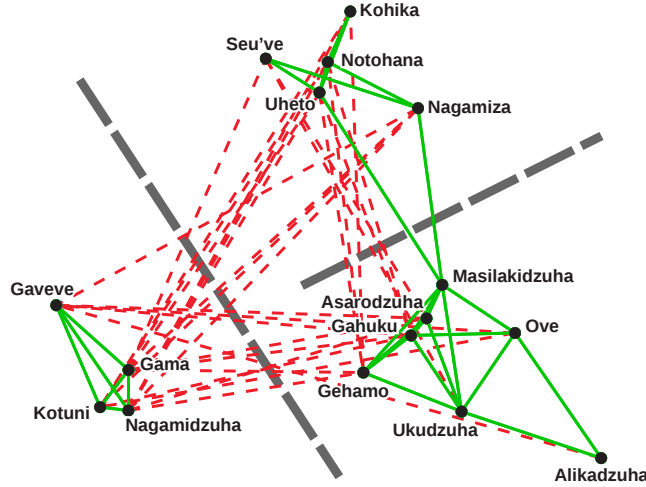 Kohika
Seu've
Notohana
Uheto
Nagamiza
Masilakidzuha
Gaveve
Asarodzuha
Gahuku
Ove
Gama
Gehamo
Kotuni
Nagamidzuha
Ukudzuha
Alikadzuha